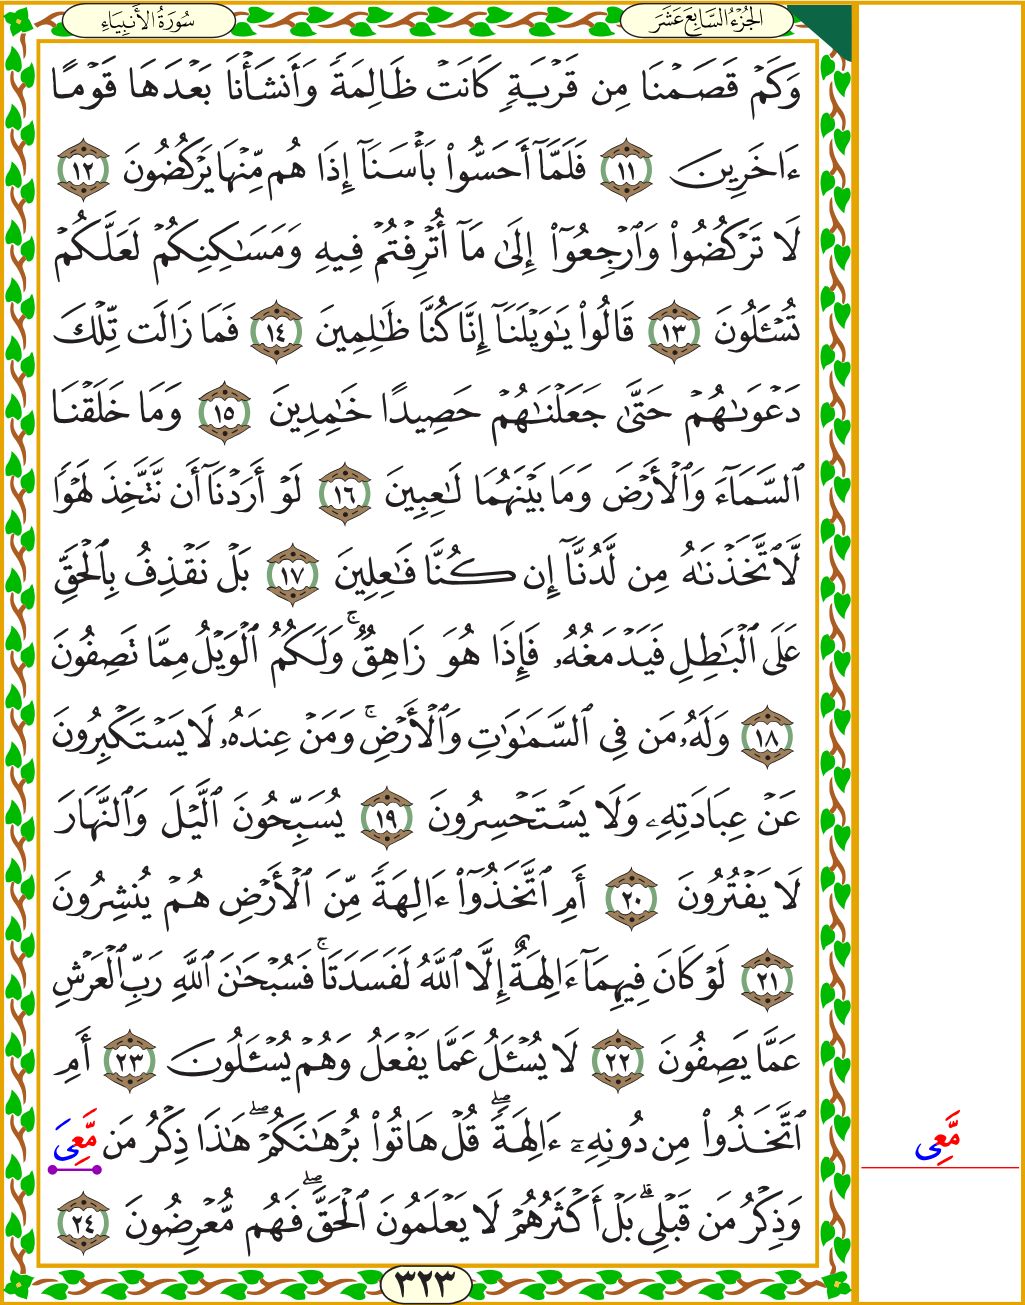 سُورَةُ الأَنبِيَاءِ
الجُزْءُ السَّابِعَ عَشَرَ
وَكَمْ قَصَمْنَا مِن قَرْيَةٍ كَانَتْ ظَالِمَةً وَأَنشَأْنَا بَعْدَهَا قَوْمًا
ءَاخَرِينَ ١١ فَلَمَّآ أَحَسُّوا۟ بَأْسَنَآ إِذَا هُم مِّنْهَا يَرْكُضُونَ ١٢
لَا تَرْكُضُوا۟ وَٱرْجِعُوٓا۟ إِلَىٰ مَآ أُتْرِفْتُمْ فِيهِ وَمَسَـٰكِنِكُمْ لَعَلَّكُمْ
تُسْـَٔلُونَ ١٣ قَالُوا۟ يَـٰوَيْلَنَآ إِنَّا كُنَّا ظَـٰلِمِينَ ١٤ فَمَا زَالَت تِّلْكَ
دَعْوَىٰهُمْ حَتَّىٰ جَعَلْنَـٰهُمْ حَصِيدًا خَـٰمِدِينَ ١٥ وَمَا خَلَقْنَا
ٱلسَّمَآءَ وَٱلْأَرْضَ وَمَا بَيْنَهُمَا لَـٰعِبِينَ ١٦ لَوْ أَرَدْنَآ أَن نَّتَّخِذَ لَهْوًا
لَّٱتَّخَذْنَـٰهُ مِن لَّدُنَّآ إِن كُنَّا فَـٰعِلِينَ ١٧ بَلْ نَقْذِفُ بِٱلْحَقِّ
عَلَى ٱلْبَـٰطِلِ فَيَدْمَغُهُۥ فَإِذَا هُوَ زَاهِقٌ ۚ وَلَكُمُ ٱلْوَيْلُ مِمَّا تَصِفُونَ
١٨ وَلَهُۥ مَن فِى ٱلسَّمَـٰوَٰتِ وَٱلْأَرْضِ ۚ وَمَنْ عِندَهُۥ لَا يَسْتَكْبِرُونَ
عَنْ عِبَادَتِهِۦ وَلَا يَسْتَحْسِرُونَ ١٩ يُسَبِّحُونَ ٱلَّيْلَ وَٱلنَّهَارَ
لَا يَفْتُرُونَ ٢٠ أَمِ ٱتَّخَذُوٓا۟ ءَالِهَةً مِّنَ ٱلْأَرْضِ هُمْ يُنشِرُونَ
٢١ لَوْ كَانَ فِيهِمَآ ءَالِهَةٌ إِلَّا ٱللَّهُ لَفَسَدَتَا ۚ فَسُبْحَـٰنَ ٱللَّهِ رَبِّ ٱلْعَرْشِ
عَمَّا يَصِفُونَ ٢٢ لَا يُسْـَٔلُ عَمَّا يَفْعَلُ وَهُمْ يُسْـَٔلُونَ ٢٣ أَمِ
ٱتَّخَذُوا۟ مِن دُونِهِۦٓ ءَالِهَةً ۖ قُلْ هَاتُوا۟ بُرْهَـٰنَكُمْ ۖ هَـٰذَا ذِكْرُ مَن مَّعِىَ
مَّعِى
وَذِكْرُ مَن قَبْلِى ۗ بَلْ أَكْثَرُهُمْ لَا يَعْلَمُونَ ٱلْحَقَّ ۖ فَهُم مُّعْرِضُونَ ٢٤
٣٢٣